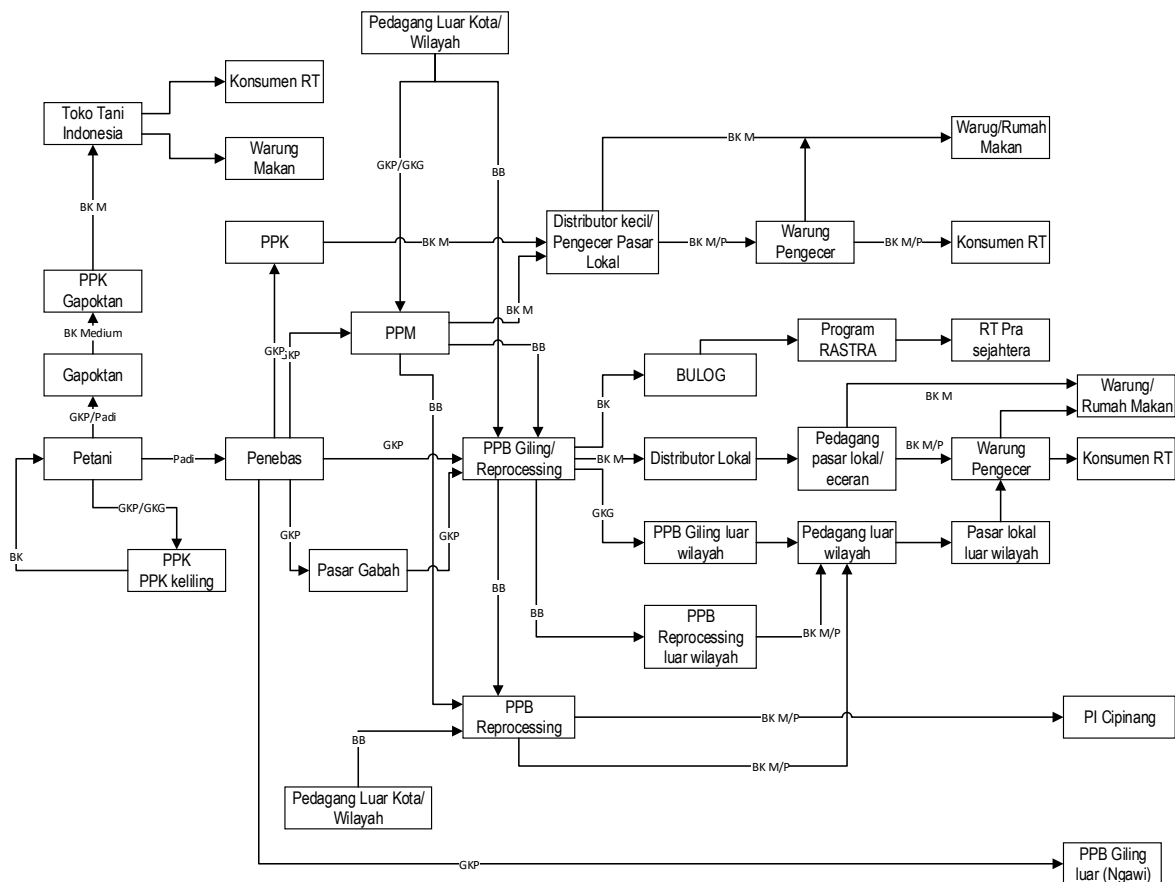 Pedagang Luar Kota/
Wilayah
Konsumen RT
Toko Tani
Indonesia
Warung
Makan
Warug/Rumah
Makan
BK M
GKP/GKG
BB
BK M
PPK
BK M
Distributor kecil/
Pengecer Pasar
Lokal
BK M/P
Warung
Pengecer
BK M/P
Konsumen RT
PPK
Gapoktan
BK M
PPM
BK Medium
GKP
GKP
BB
Program
RASTRA
RT Pra
sejahtera
Gapoktan
BB
BULOG
BK
BK M
Warung/
Rumah Makan
GKP/Padi
Petani
Padi
Penebas
GKP
PPB Giling/
Reprocessing
BK M
Distributor Lokal
Pedagang
pasar lokal/
eceran
BK M/P
Warung
Pengecer
Konsumen RT
GKP/GKG
GKG
BK
GKP
GKP
PPB Giling luar
wilayah
Pedagang luar
wilayah
Pasar lokal
luar wilayah
PPK
PPK keliling
Pasar Gabah
BB
BB
PPB
Reprocessing
luar wilayah
BK M/P
PPB
Reprocessing
BK M/P
PI Cipinang
BB
BK M/P
Pedagang Luar Kota/
Wilayah
GKP
PPB Giling
luar (Ngawi)